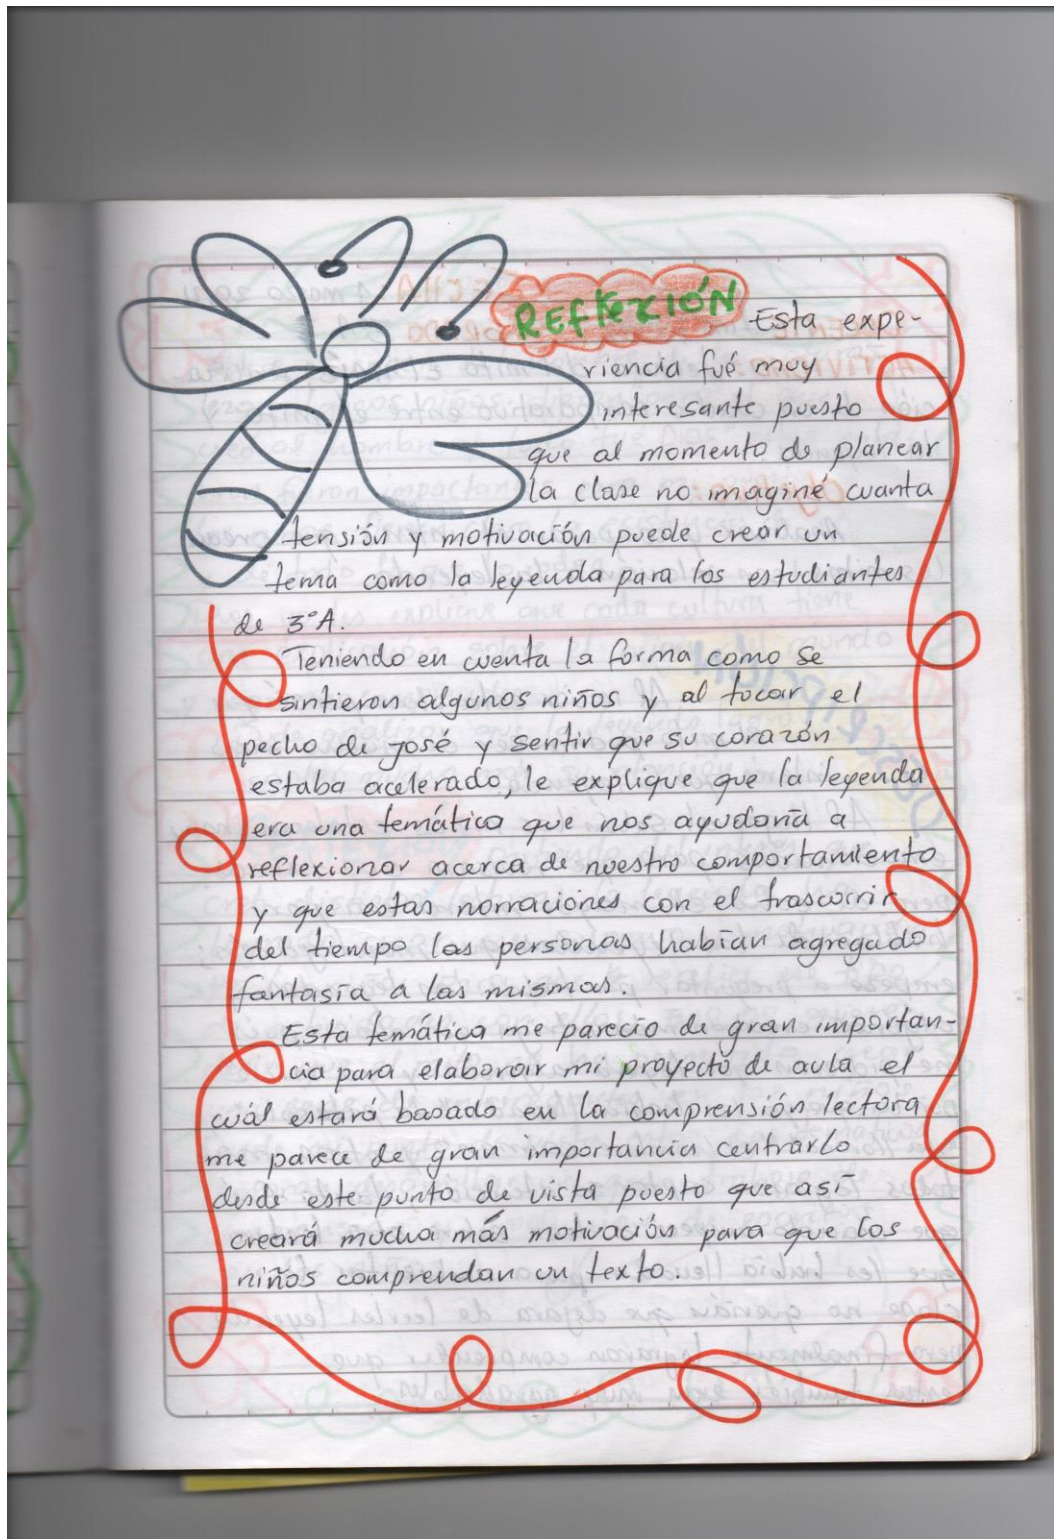 REFLEXIÓN Esta expe-
riencia fué muy
interesante puesto
que al momento de planear
la clase no imaginé cuanta
tensión y motivación puede crear un
tema como la leyenda para los estudiantes
de 3°A.
Teniendo en cuenta la forma como se
sintieron algunos niños y al tocar el
pecho de José y sentir que su corazón
estaba acelerado, le explique que la leyenda
era una temática que nos ayudaría a
reflexionar acerca de nuestro comportamiento
y que estas narraciones con el trascurrir
del tiempo las personas habían agregado
fantasía a las mismas.
Esta temática me parecio de gran importan-
cia para elaborar mi proyecto de aula el
cuál estará basado en la comprensión lectora
me parece de gran importancia centrarlo
desde este punto de vista puesto que así
creará mucha más motivación para que los
niños comprendan un texto.